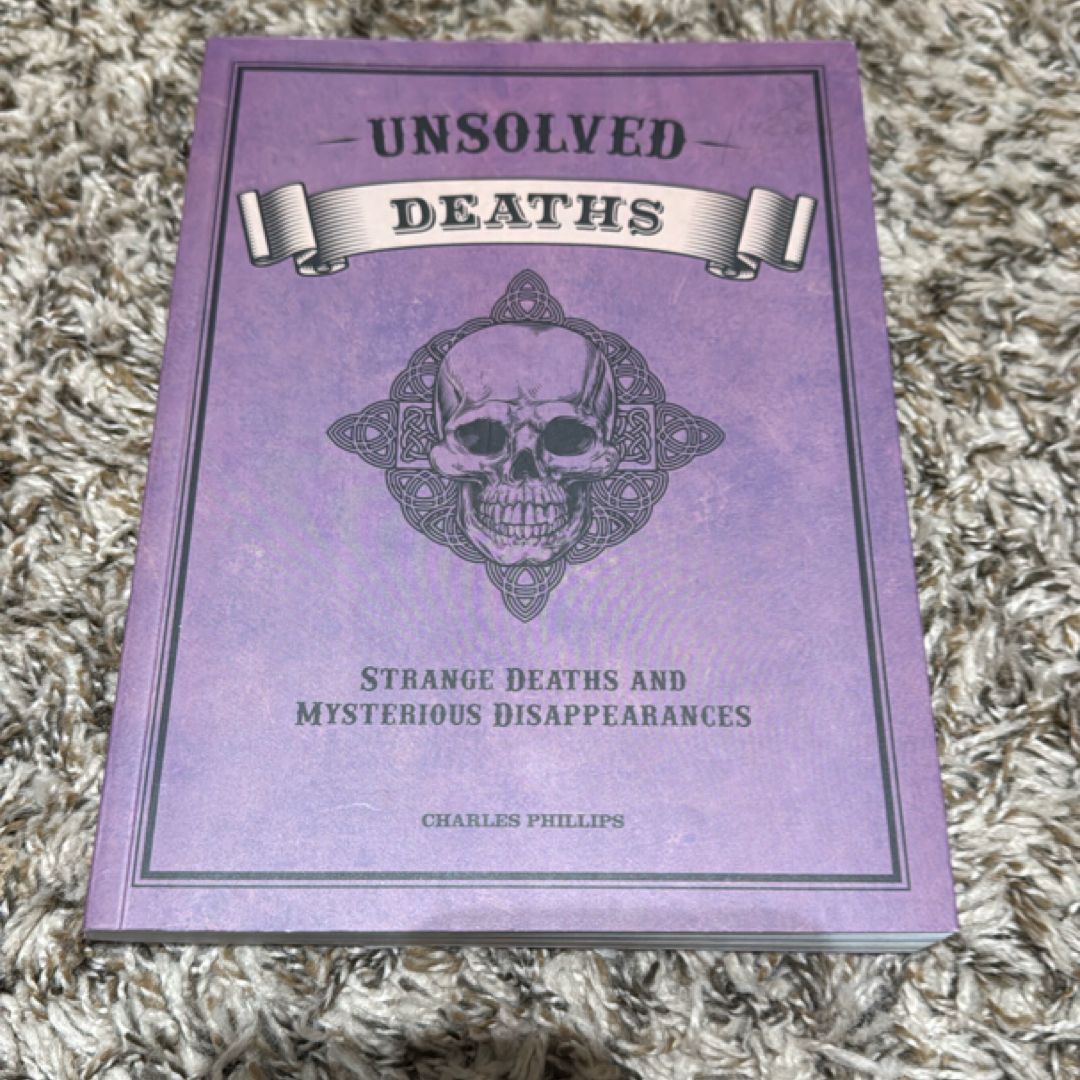 UNSOLVED
DEATHS
STRANGE DEATHS AND
MYSTERIOUS DISAPPEARANCES
CHARLES PHILLIPS